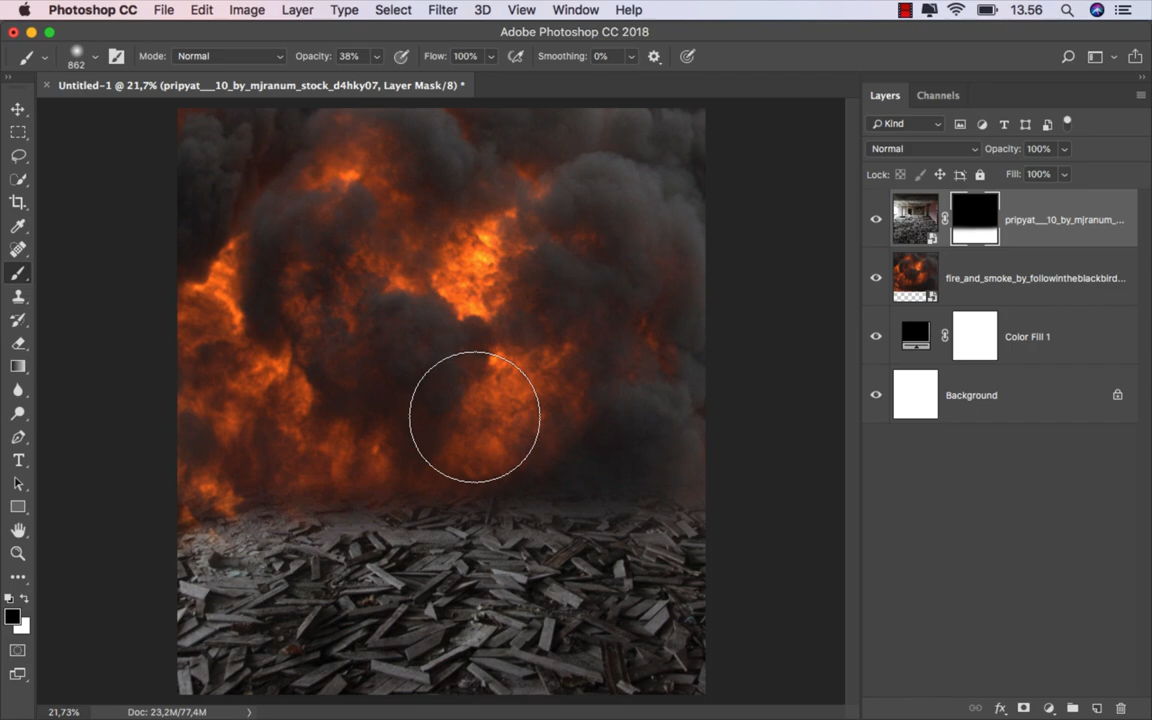 Photoshop CC File Edit Image Layer Type Select Filter 3D View Window Help 13.56
Adobe Photoshop CC 2018
862 Mode: Normal Opacity: 38% Flow: 100% Smoothing: 0%
Untitled-1 @ 21,7% (pripyat__10_by_mjranum_stock_d4hky07, Layer Mask/8) *
Layers Channels
Kind
Normal Opacity: 100%
Lock: Fill: 100%
pripyat__10_by_mjranum_...
fire_and_smoke_by_followintheblackbird...
Color Fill 1
Background
21,73% Doc: 23,2M/77,4M